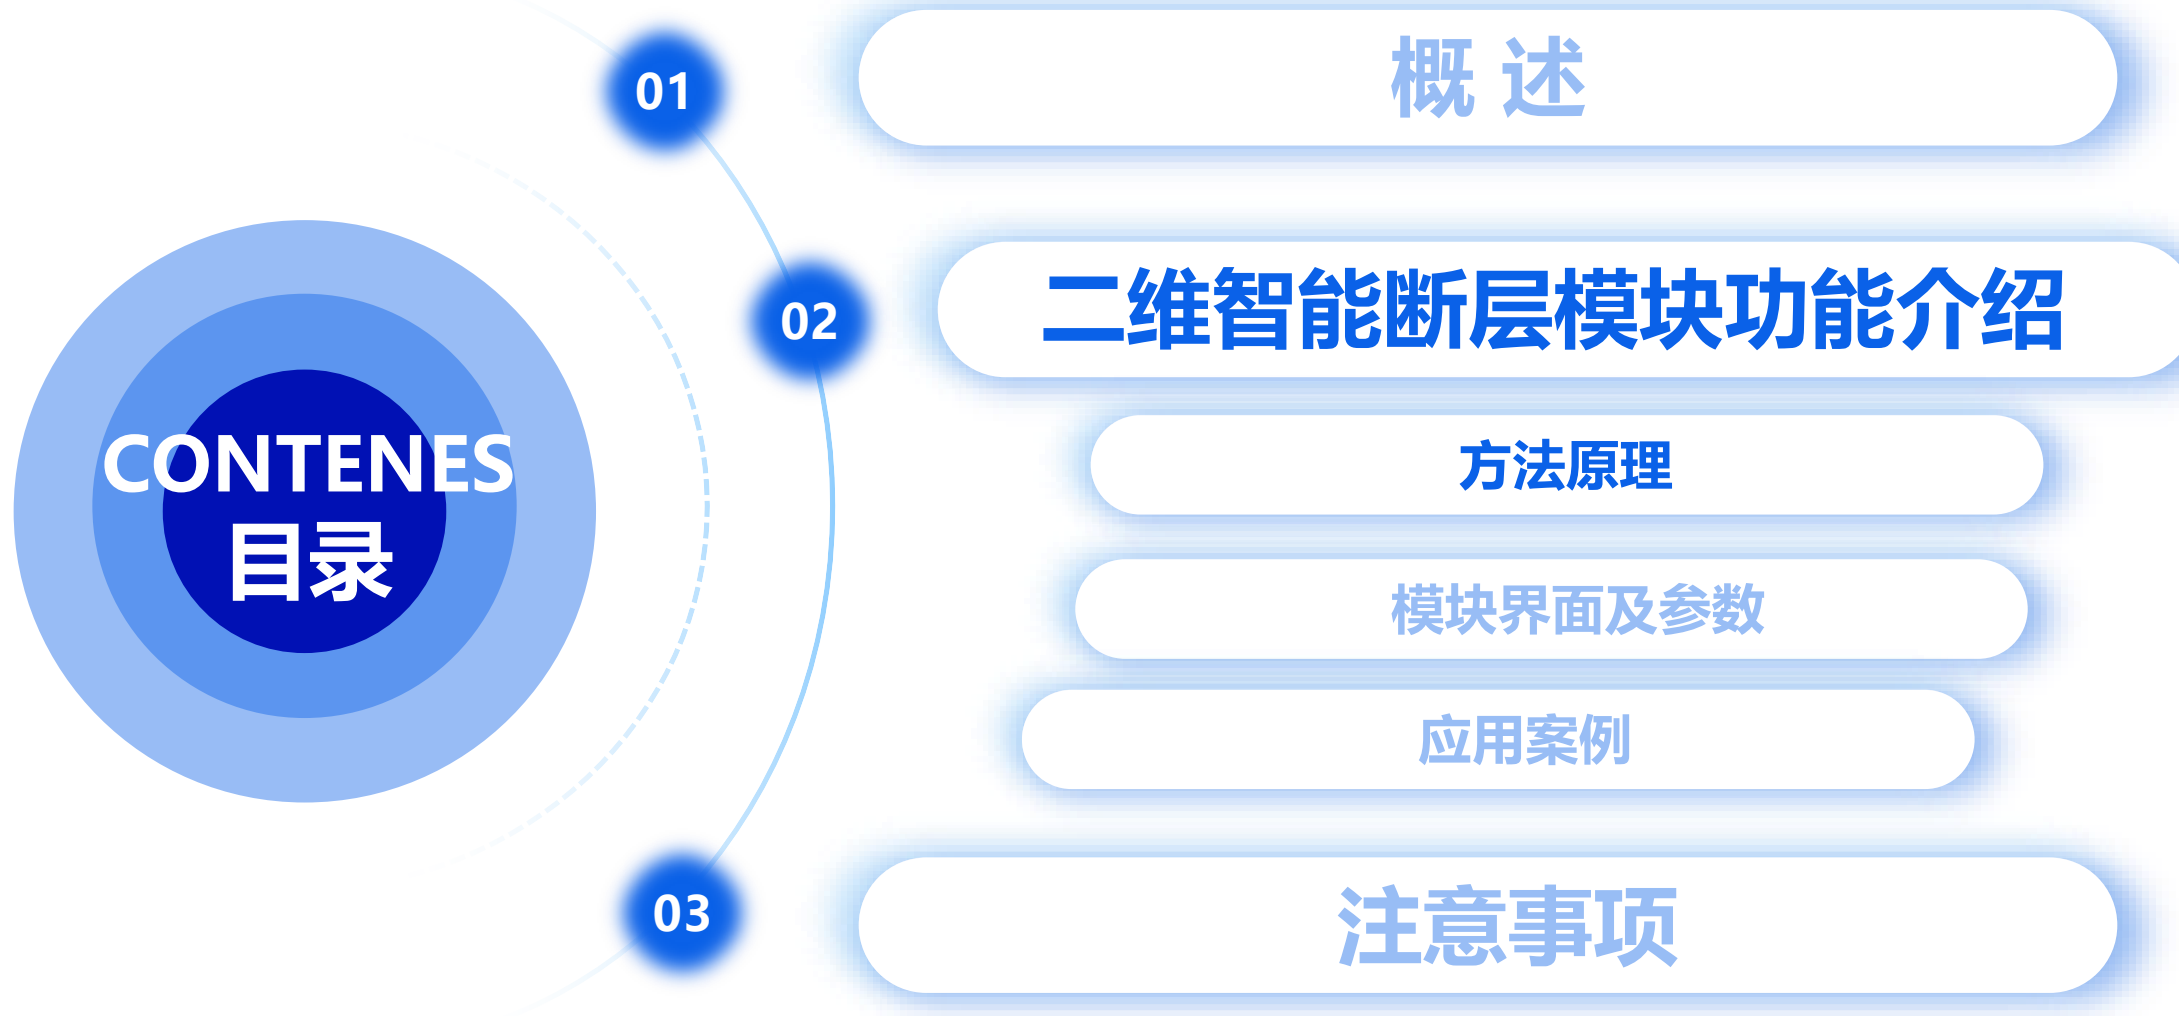 CONTENES
目录
01
概 述
02
二维智能断层模块功能介绍
方法原理
模块界面及参数
应用案例
03
注意事项